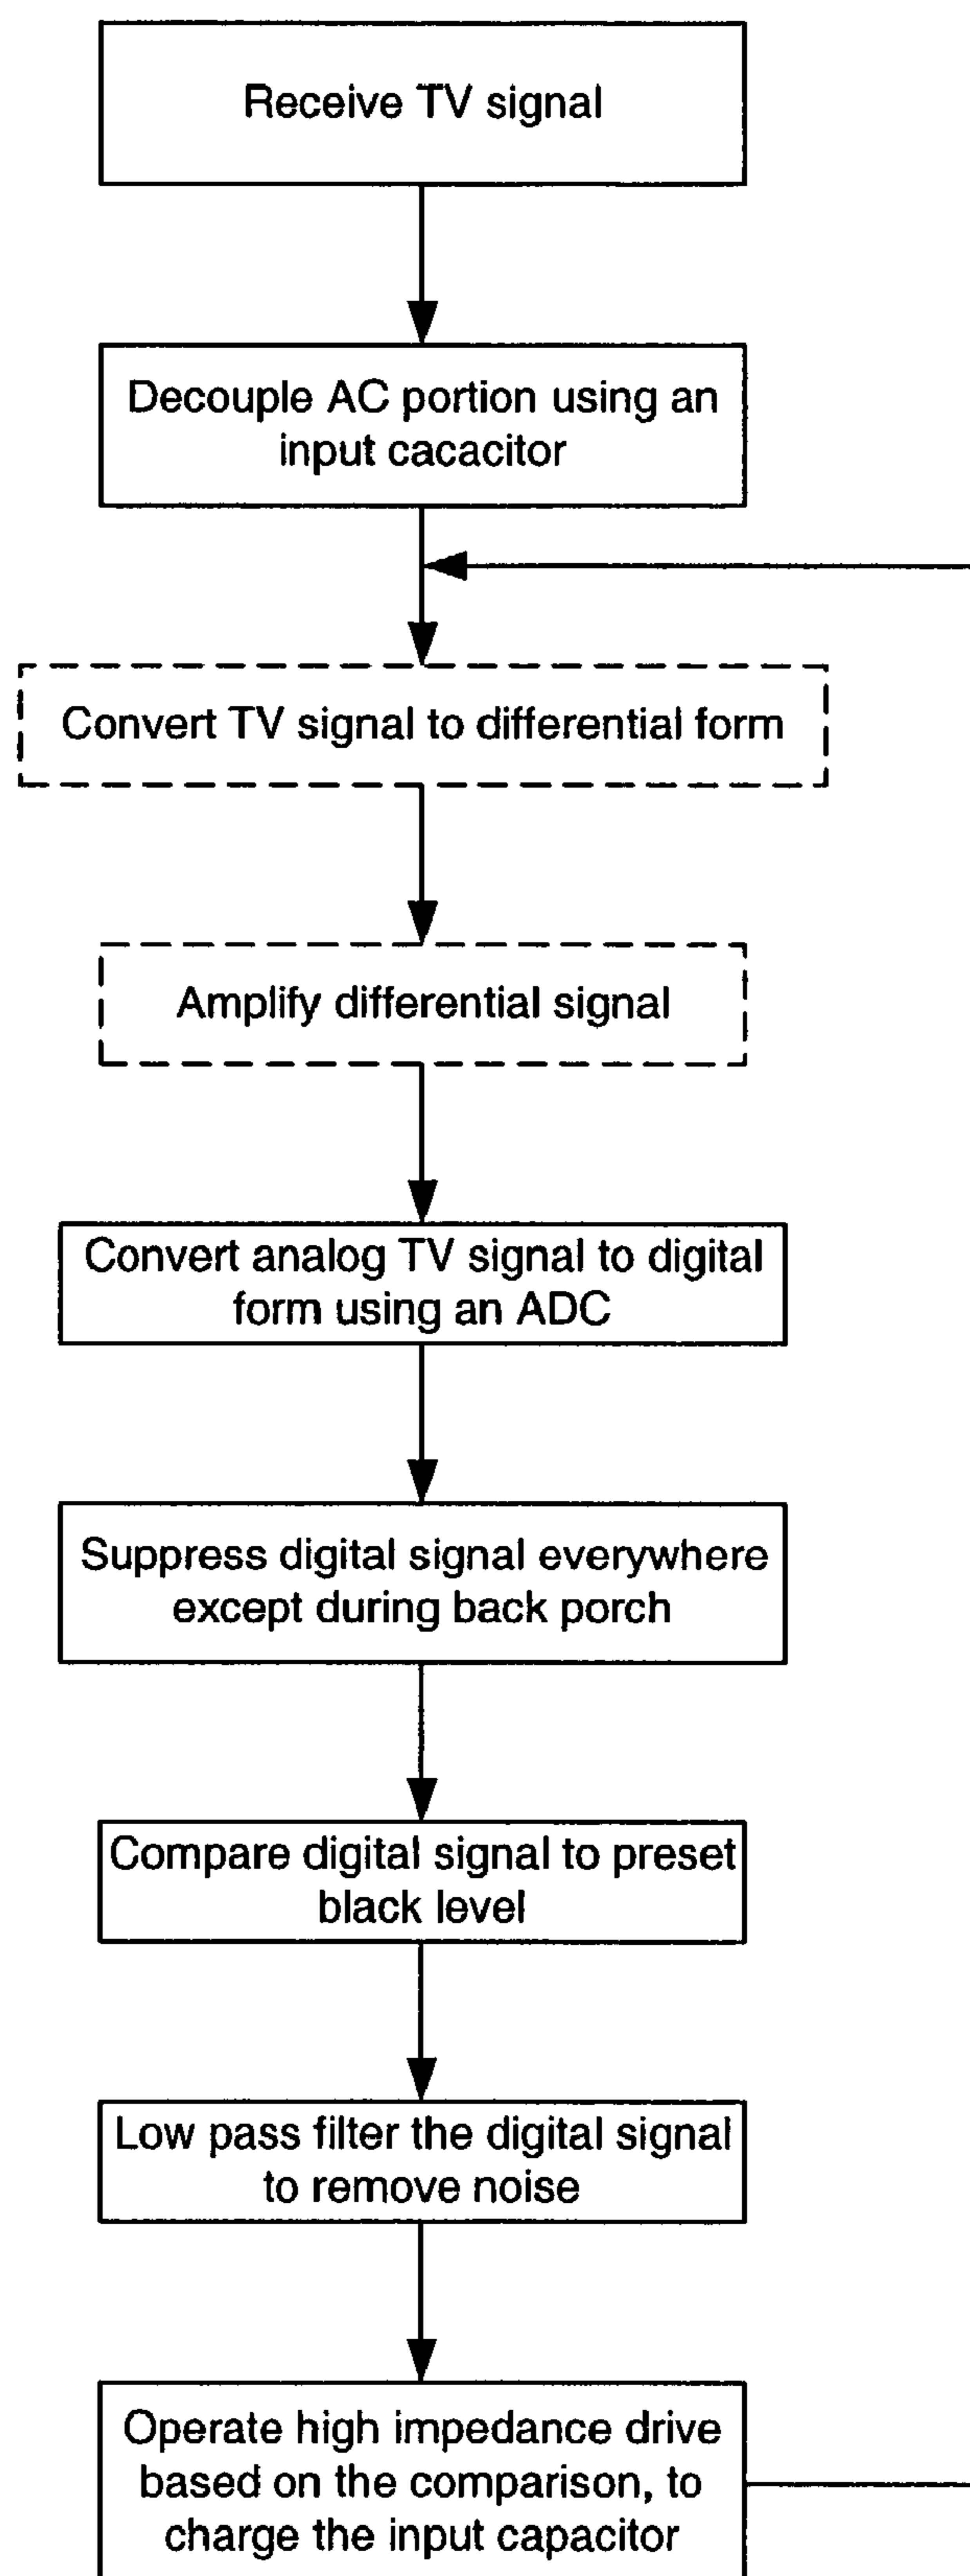 Receive TV signal
Decouple AC portion using an
input cacacitor
Convert TV signal to differential form
Amplify differential signal
Convert analog TV signal to digital
form using an ADC
Suppress digital signal everywhere
except during back porch
Compare digital signal to preset
black level
Low pass filter the digital signal
to remove noise
Operate high impedance drive
based on the comparison, to
charge the input capacitor